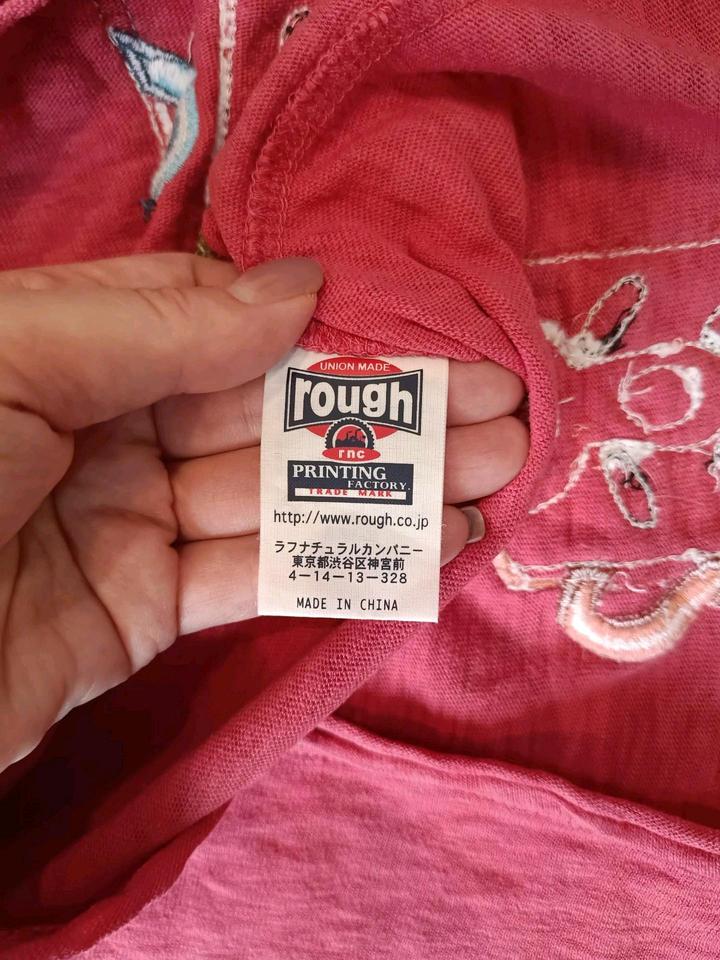 UNION MADE
rough
rnc
PRINTING
FACTORY.
TRADE MARK
http://www.rough.co.jp
ラフナチュラルカンパニー
東京都渋谷区神宮前
4－14－13－328
MADE IN CHINA